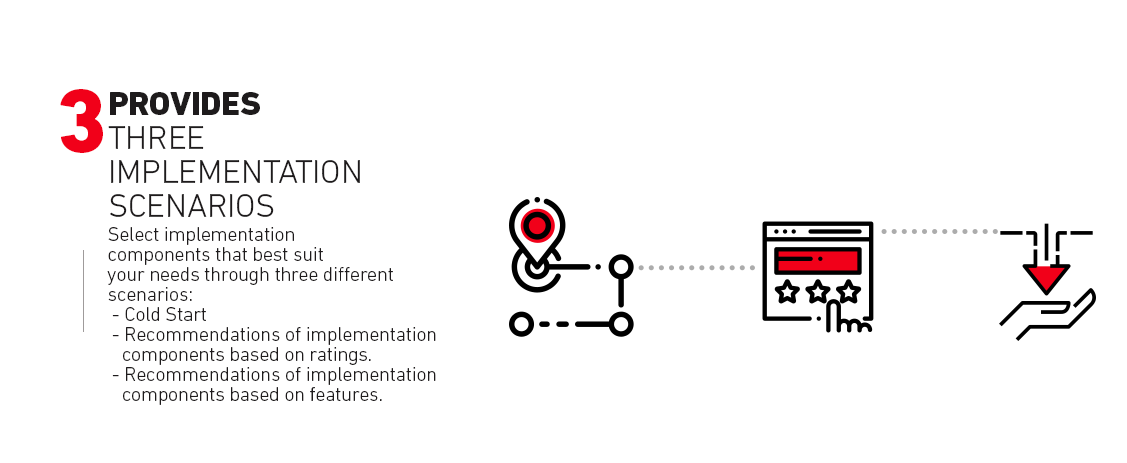 3 PROVIDES
THREE
IMPLEMENTATION
SCENARIOS
Select implementation
components that best suit
your needs through three different
scenarios:
- Cold Start
- Recommendations of implementation
components based on ratings.
- Recommendations of implementation
components based on features.